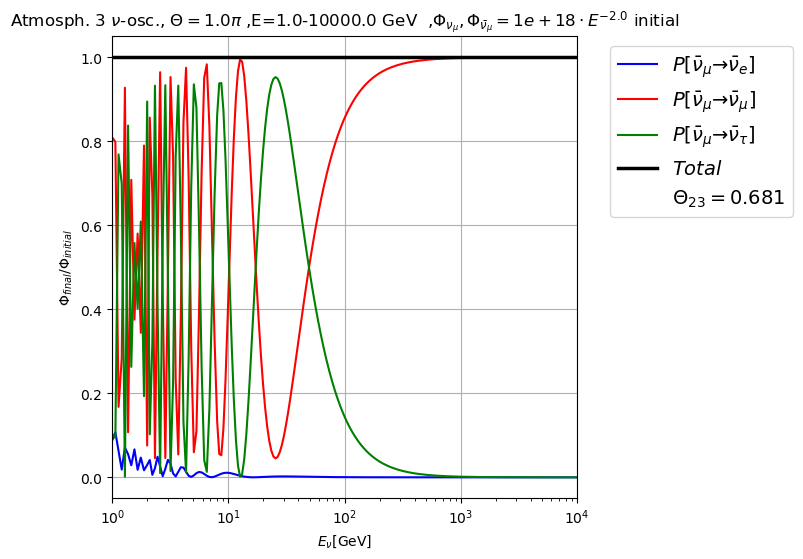 Atmosph. 3 ν-osc., Θ = 1.0π ,E=1.0-10000.0 GeV  ,Φ_{ν_μ}, Φ_{ν̄_μ} = 1e + 18 · E^{−2.0} initial
1.0
0.8
0.6
0.4
0.2
0.0
Φ_{final}/Φ_{initial}
10^0
10^1
10^2
10^3
10^4
E_ν[GeV]
P[ν̄_μ→ν̄_e]
P[ν̄_μ→ν̄_μ]
P[ν̄_μ→ν̄_τ]
Total
Θ_{23} = 0.681